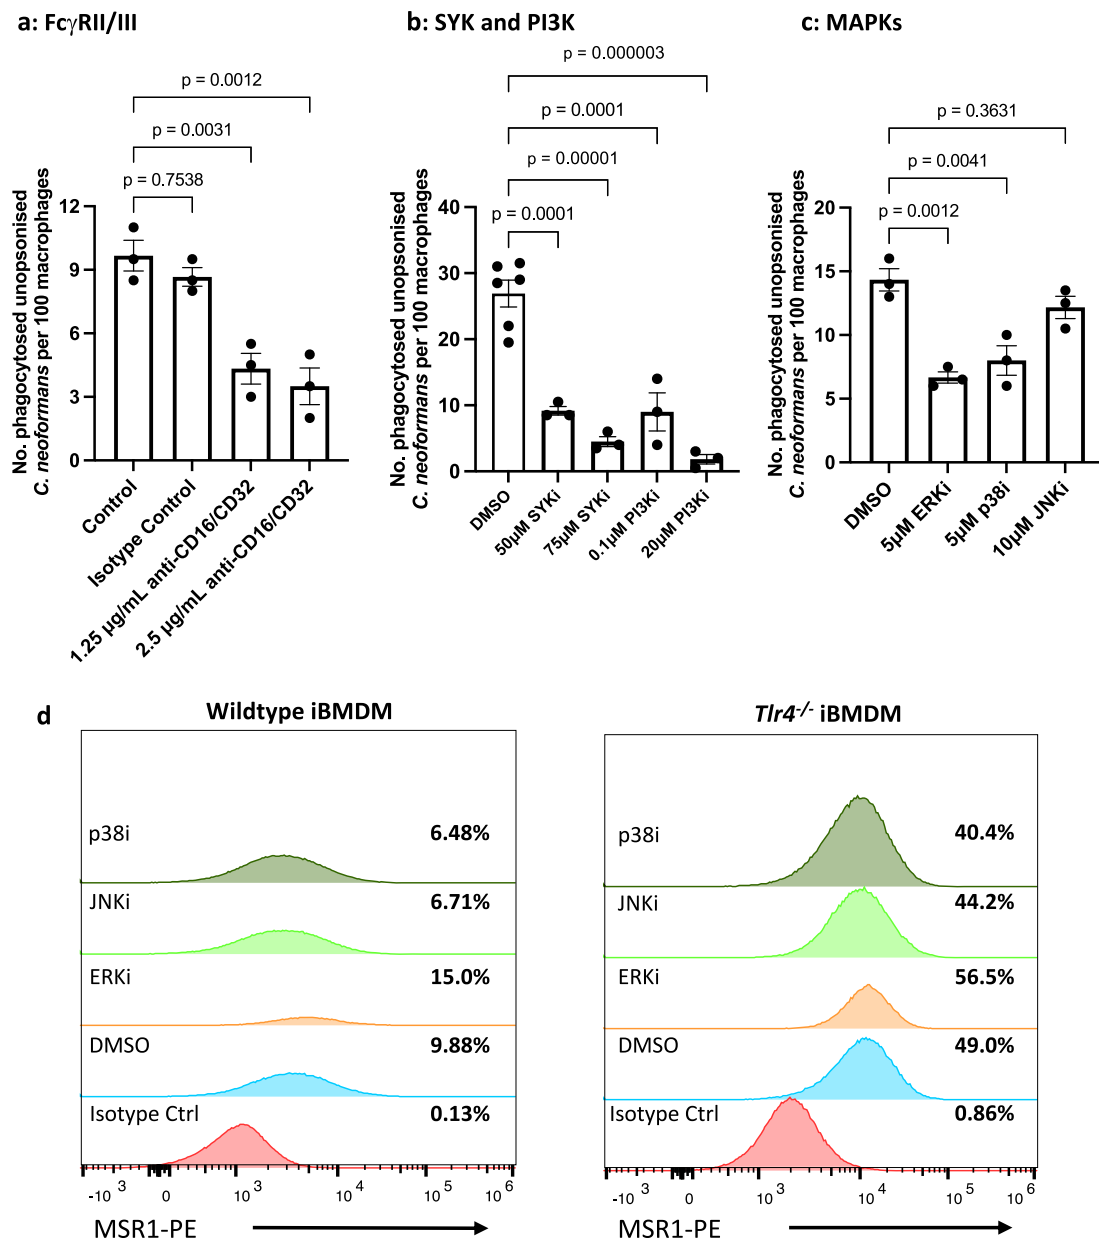 a: FcγRII/III
b: SYK and PI3K
c: MAPKs
p = 0.0012
p = 0.0031
p = 0.7538
No. phagocytosed unopsonised
C. neoformans per 100 macrophages
12
9
6
3
0
Control
Isotype Control
1.25 µg/mL anti-CD16/CD32
2.5 µg/mL anti-CD16/CD32
p = 0.000003
p = 0.0001
p = 0.00001
p = 0.0001
No. phagocytosed unopsonised
C. neoformans per 100 macrophages
40
30
20
10
0
DMSO
50µM SYKi
75µM SYKi
0.1µM PI3Ki
20µM PI3Ki
p = 0.3631
p = 0.0041
p = 0.0012
No. phagocytosed unopsonised
C. neoformans per 100 macrophages
20
15
10
5
0
DMSO
5µM ERKi
5µM p38i
10µM JNKi
d
Wildtype iBMDM
p38i 6.48%
JNKi 6.71%
ERKi 15.0%
DMSO 9.88%
Isotype Ctrl 0.13%
-10 3 0 10 3 10 4 10 5 10 6
MSR1-PE
Tlr4-/- iBMDM
p38i 40.4%
JNKi 44.2%
ERKi 56.5%
DMSO 49.0%
Isotype Ctrl 0.86%
-10 3 0 10 3 10 4 10 5 10 6
MSR1-PE